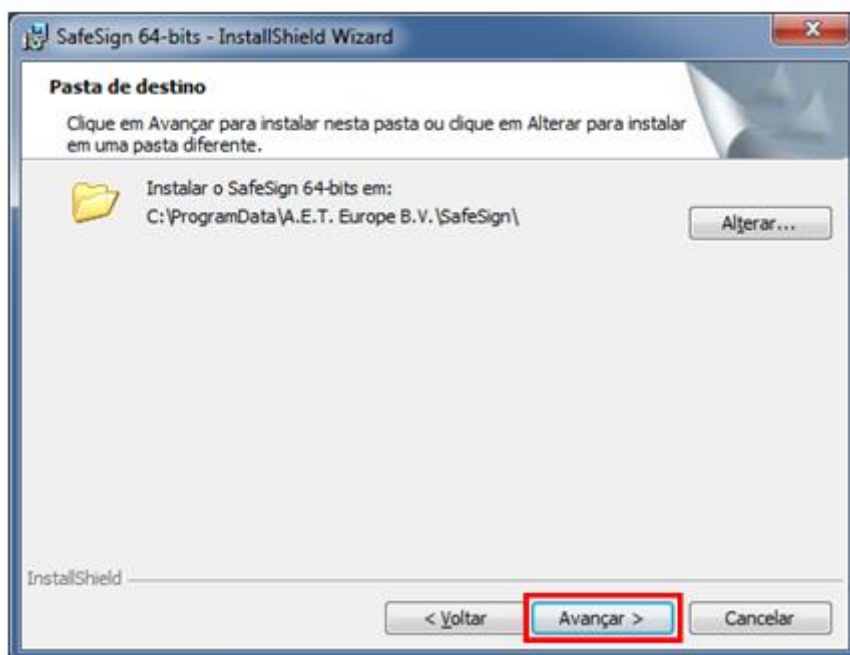 SafeSign 64-bits - InstallShield Wizard
Pasta de destino
Clique em Avançar para instalar nesta pasta ou clique em Alterar para instalar
em uma pasta diferente.
Instalar o SafeSign 64-bits em:
C:\ProgramData\A.E.T. Europe B.V.\SafeSign\
Alterar...
InstallShield
< Voltar
Avançar >
Cancelar